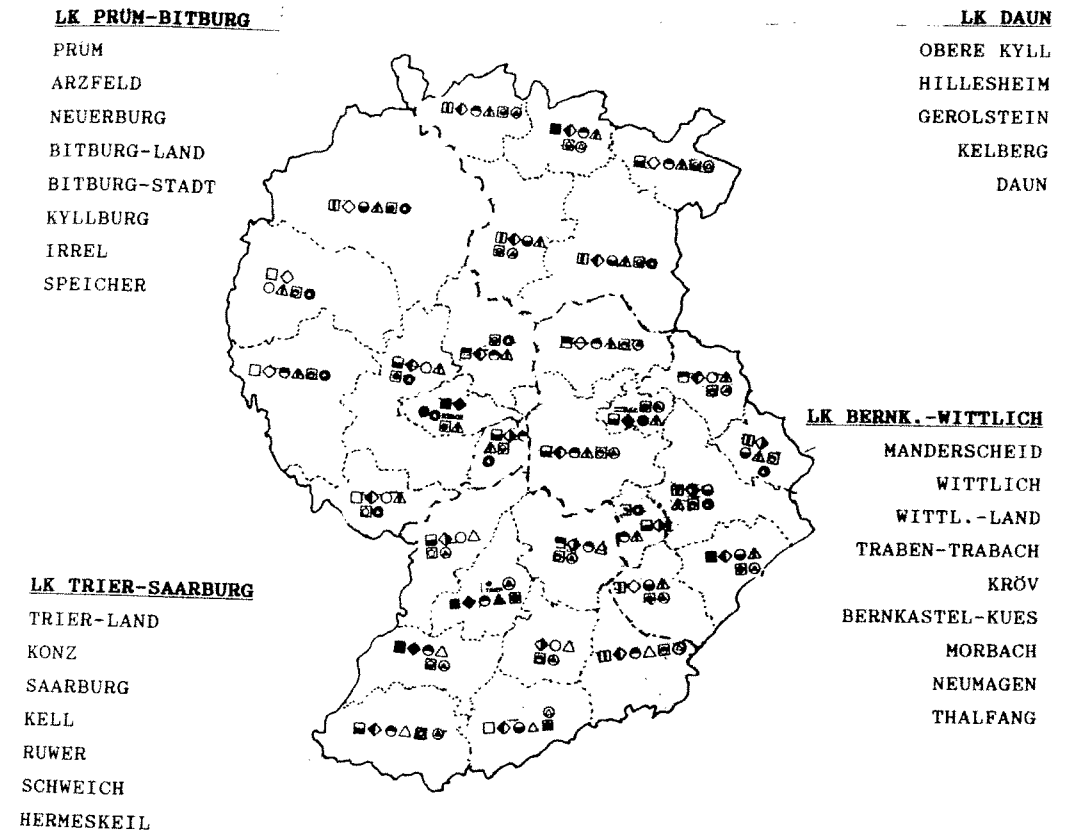 LK PRÜM-BITBURG
PRÜM
ARZFELD
NEUERBURG
BITBURG-LAND
BITBURG-STADT
KYLLBURG
IRREL
SPEICHER
LK DAUN
OBERE KYLL
HILLESHEIM
GEROLSTEIN
KELBERG
DAUN
LK BERNK.-WITTLICH
MANDERSCHEID
WITTLICH
WITTL.-LAND
TRABEN-TRABACH
KRÖV
BERNKASTEL-KUES
MORBACH
NEUMAGEN
THALFANG
LK TRIER-SAARBURG
TRIER-LAND
KONZ
SAARBURG
KELL
RUWER
SCHWEICH
HERMESKEIL
TRIER